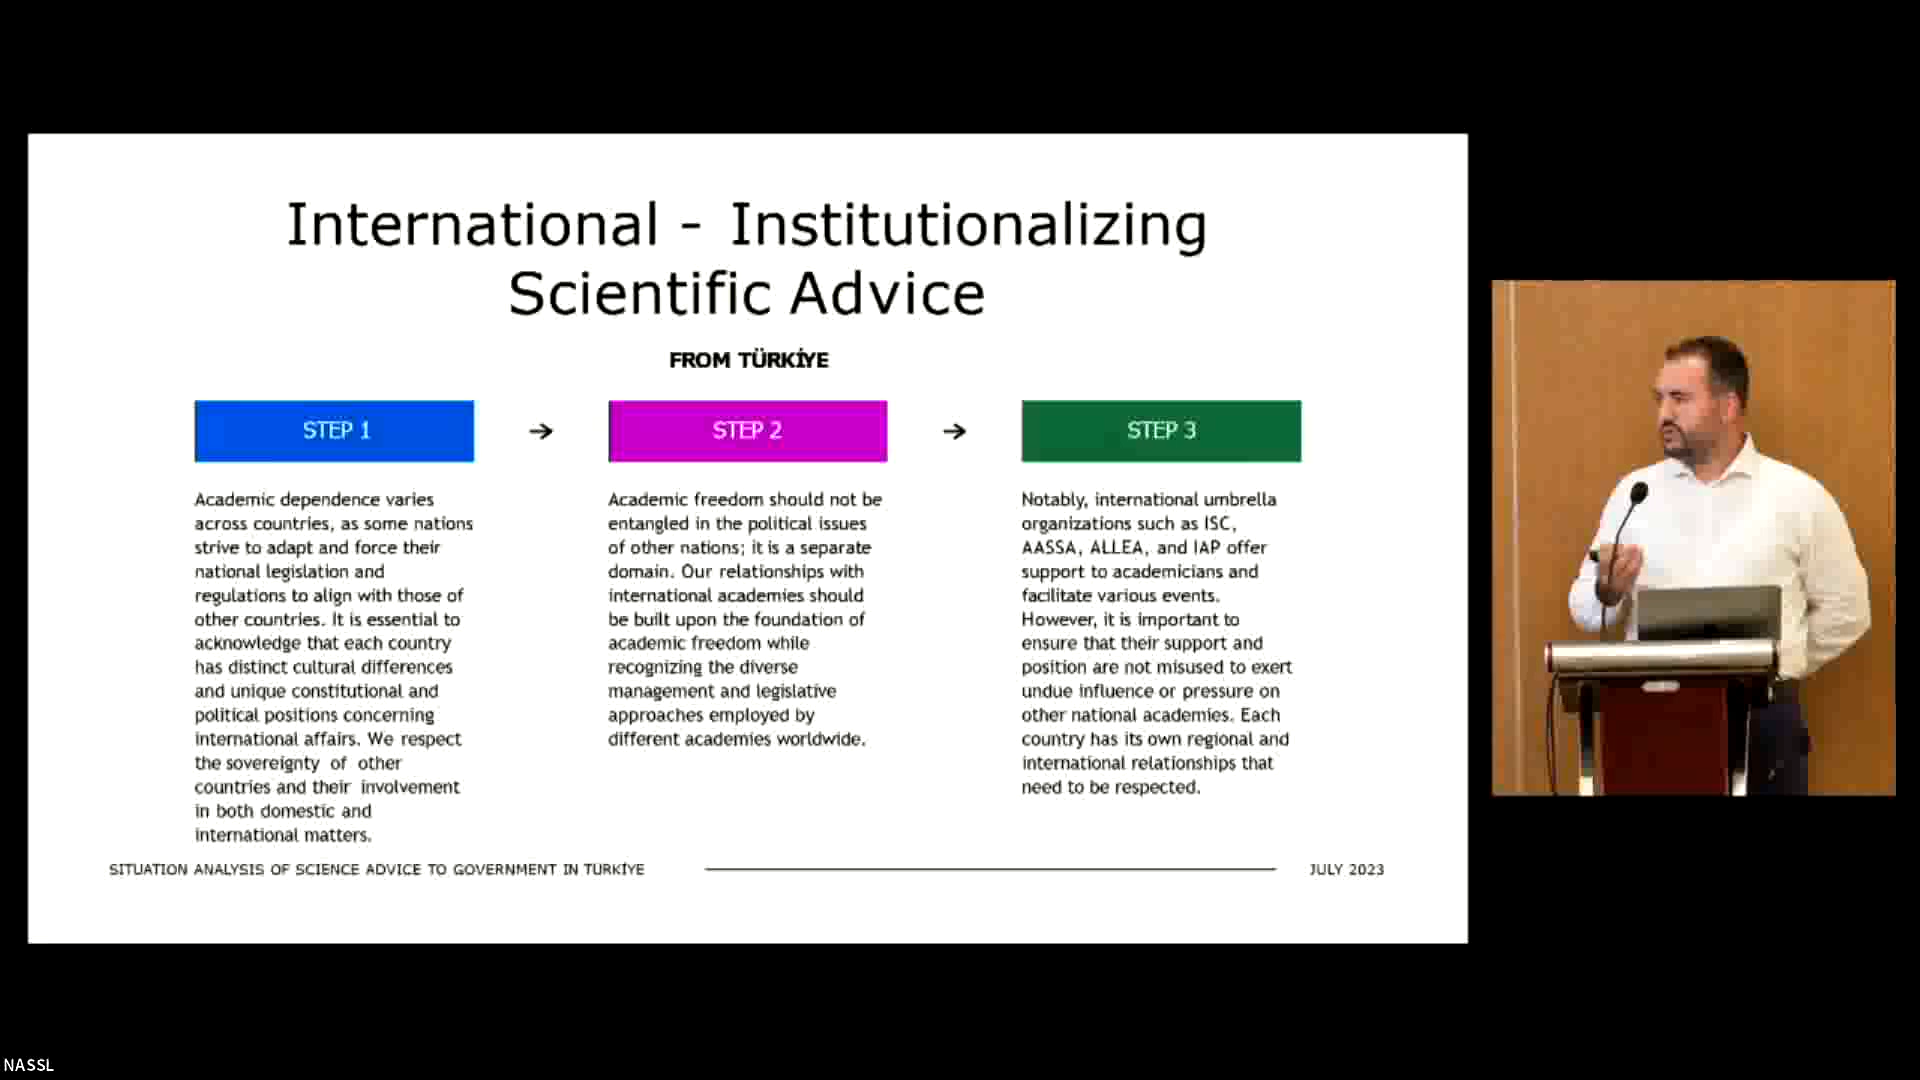 International - Institutionalizing
Scientific Advice
FROM TÜRKİYE
STEP 1
→
STEP 2
→
STEP 3
Academic dependence varies
across countries, as some nations
strive to adapt and force their
national legislation and
regulations to align with those of
other countries. It is essential to
acknowledge that each country
has distinct cultural differences
and unique constitutional and
political positions concerning
international affairs. We respect
the sovereignty of other
countries and their involvement
in both domestic and
international matters.
Academic freedom should not be
entangled in the political issues
of other nations; it is a separate
domain. Our relationships with
international academies should
be built upon the foundation of
academic freedom while
recognizing the diverse
management and legislative
approaches employed by
different academies worldwide.
Notably, international umbrella
organizations such as ISC,
AASSA, ALLEA, and IAP offer
support to academicians and
facilitate various events.
However, it is important to
ensure that their support and
position are not misused to exert
undue influence or pressure on
other national academies. Each
country has its own regional and
international relationships that
need to be respected.
SITUATION ANALYSIS OF SCIENCE ADVICE TO GOVERNMENT IN TÜRKİYE
JULY 2023
NASSL